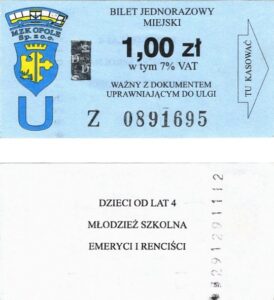 MZK OPOLE
Sp. z o.o.
U
BILET JEDNORAZOWY
MIEJSKI
1,00 zł
w tym 7% VAT
WAŻNY Z DOKUMENTEM
UPRAWNIAJĄCYM DO ULGI
Z 0891695
TU KASOWAĆ
DZIECI OD LAT 4
MŁODZIEŻ SZKOLNA
EMERYCI I RENCIŚCI